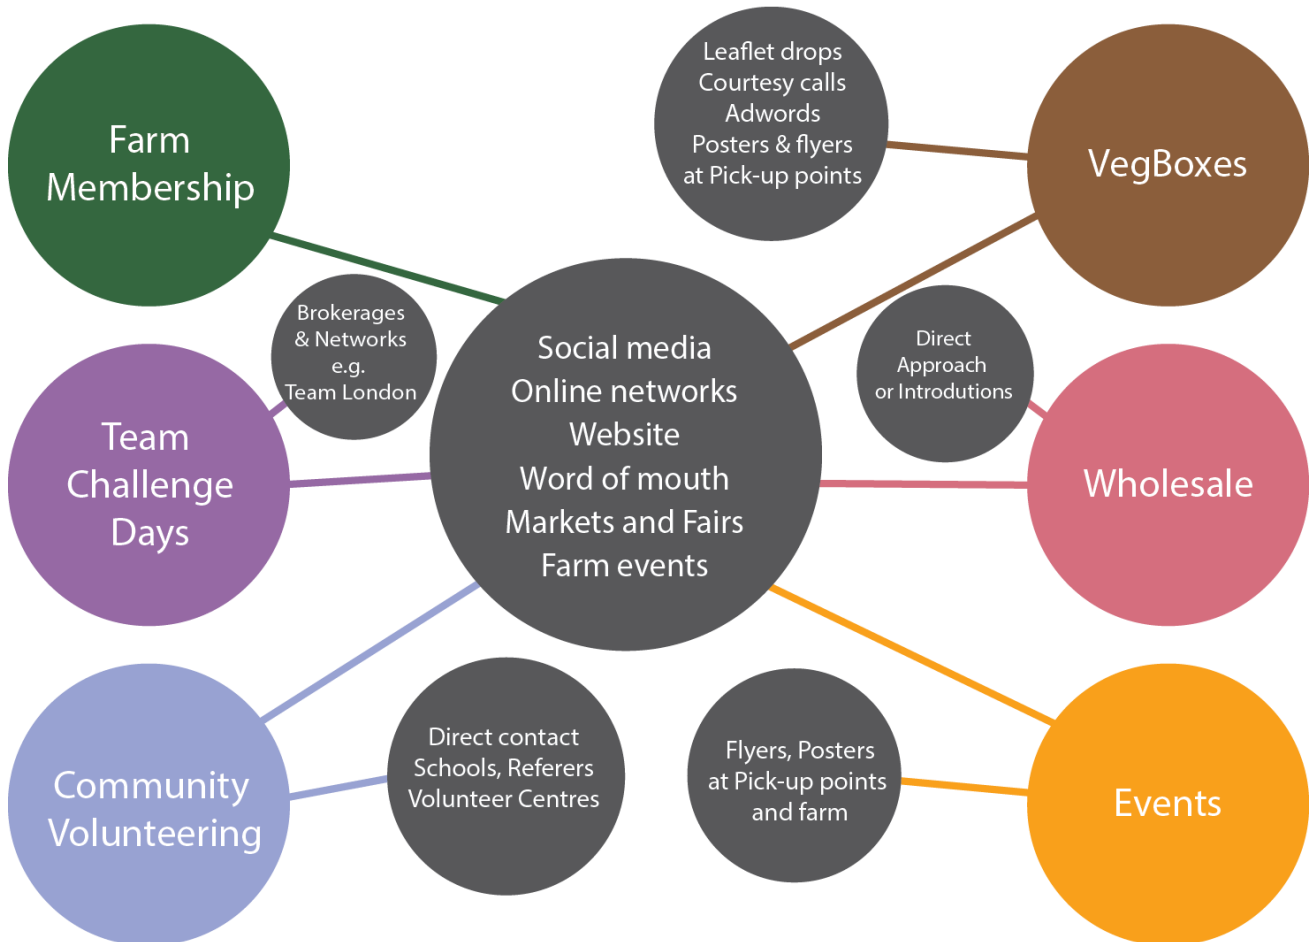 Farm
Membership
Leaflet drops
Courtesy calls
Adwords
Posters & flyers
at Pick-up points
VegBoxes
Brokerages
& Networks
e.g.
Team London
Social media
Online networks
Website
Word of mouth
Markets and Fairs
Farm events
Direct
Approach
or Introdutions
Team
Challenge
Days
Wholesale
Community
Volunteering
Direct contact
Schools, Referers
Volunteer Centres
Flyers, Posters
at Pick-up points
and farm
Events